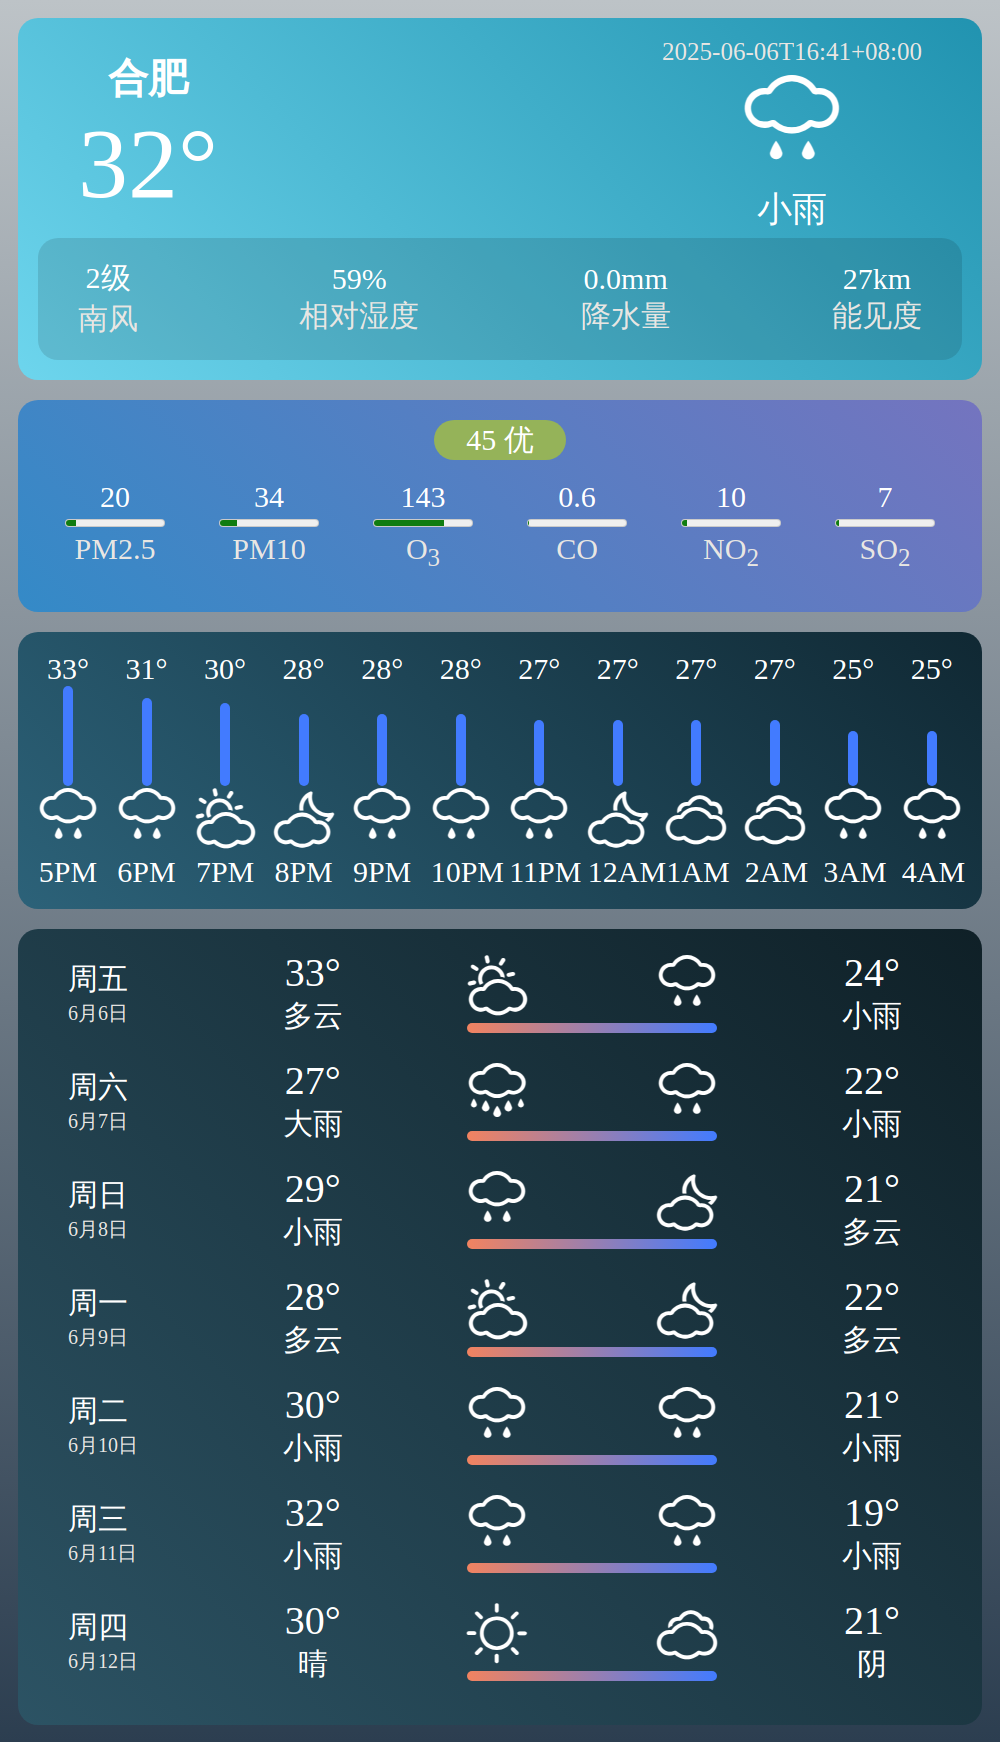 合肥
2025-06-06T16:41+08:00
32°
小雨
2级 59% 0.0mm 27km
南风 相对湿度 降水量 能见度
45 优
20 34 143 0.6 10 7
PM2.5 PM10 O3 CO NO2 SO2
33° 31° 30° 28° 28° 28° 27° 27° 27° 27° 25° 25°
5PM 6PM 7PM 8PM 9PM 10PM 11PM 12AM 1AM 2AM 3AM 4AM
周五 33° 24°
6月6日 多云 小雨
周六 27° 22°
6月7日 大雨 小雨
周日 29° 21°
6月8日 小雨 多云
周一 28° 22°
6月9日 多云 多云
周二 30° 21°
6月10日 小雨 小雨
周三 32° 19°
6月11日 小雨 小雨
周四 30° 21°
6月12日 晴 阴